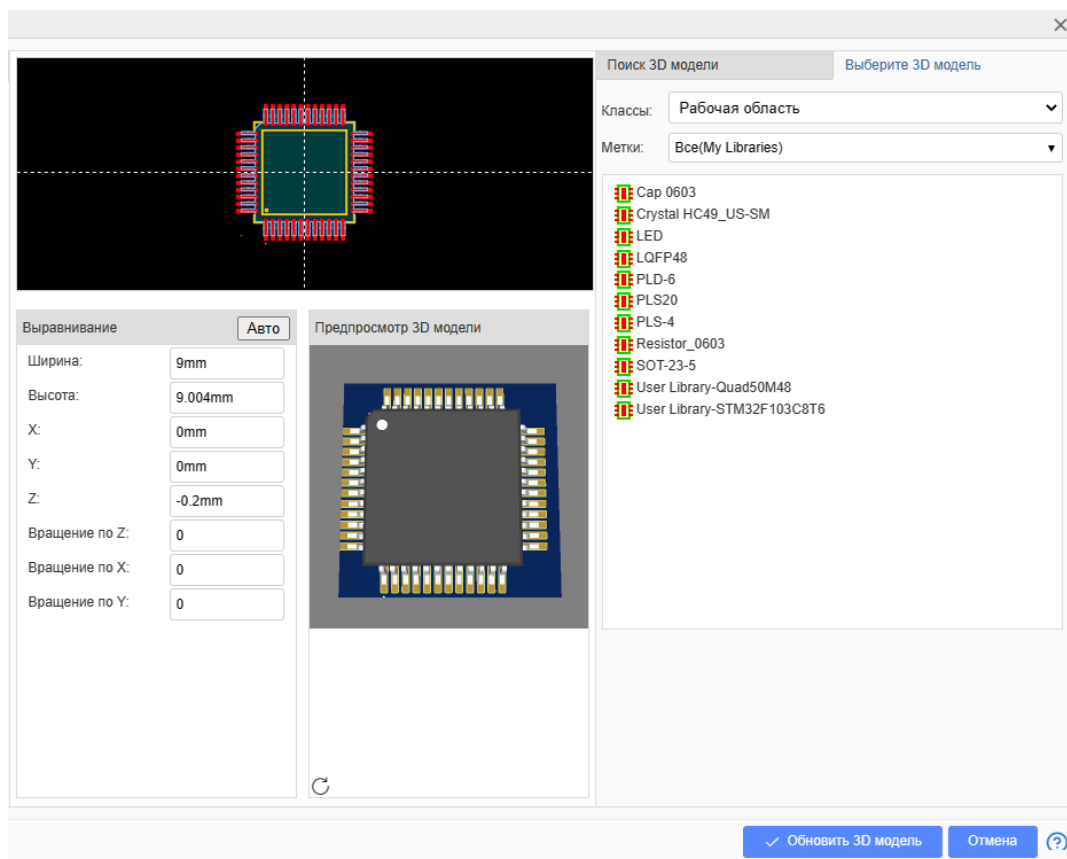 Поиск 3D модели
Выберите 3D модель
Классы:
Рабочая область
Метки:
Все(My Libraries)
Cap 0603
Crystal HC49_US-SM
LED
LQFP48
PLD-6
PLS20
PLS-4
Resistor_0603
SOT-23-5
User Library-Quad50M48
User Library-STM32F103C8T6
Выравнивание
Авто
Ширина:
9mm
Высота:
9.004mm
X:
0mm
Y:
0mm
Z:
-0.2mm
Вращение по Z:
0
Вращение по X:
0
Вращение по Y:
0
Предпросмотр 3D модели
Обновить 3D модель
Отмена
?